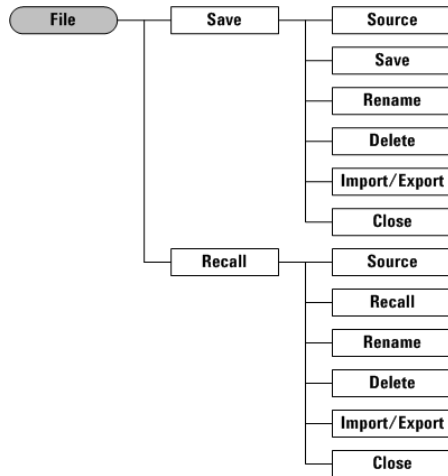 File
Save
Source
Save
Rename
Delete
Import/Export
Close
Recall
Source
Recall
Rename
Delete
Import/Export
Close